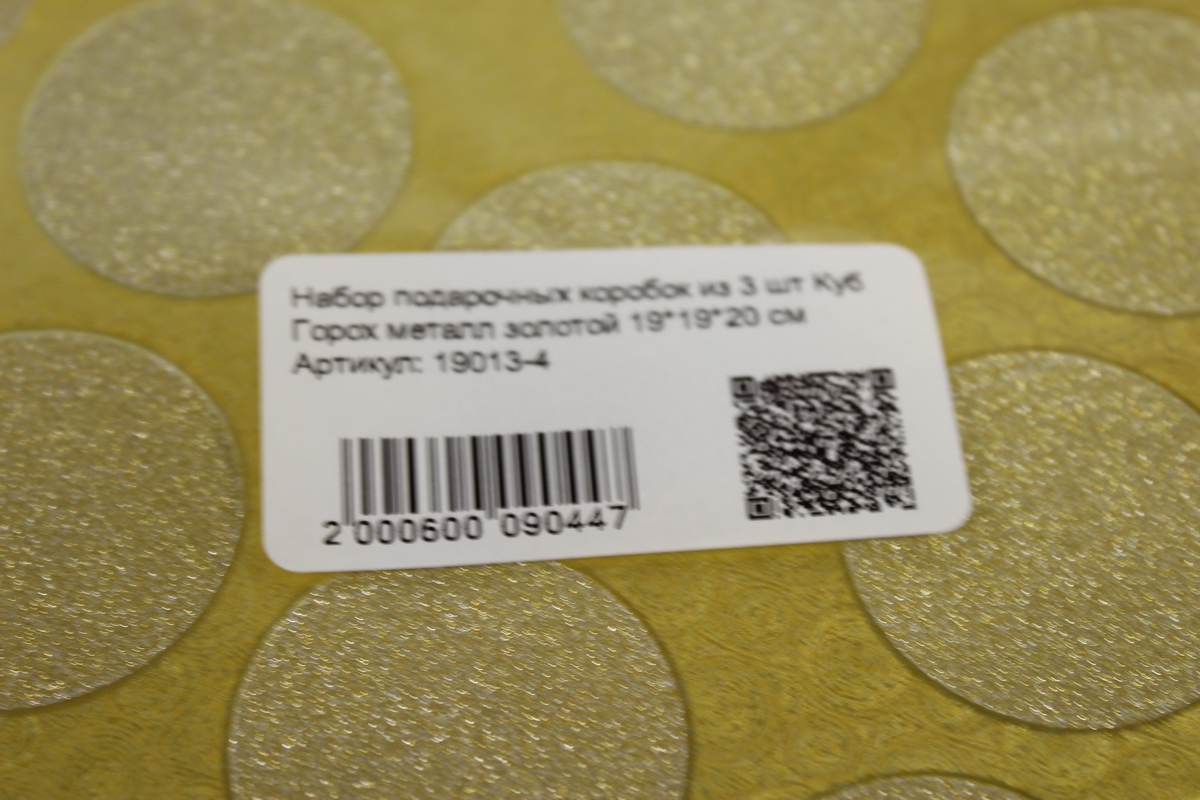 Набор подарочных коробок из 3 шт Куб
Горох металл золотой 19*19*20 см
Артикул: 19013-4
2 000600 090447